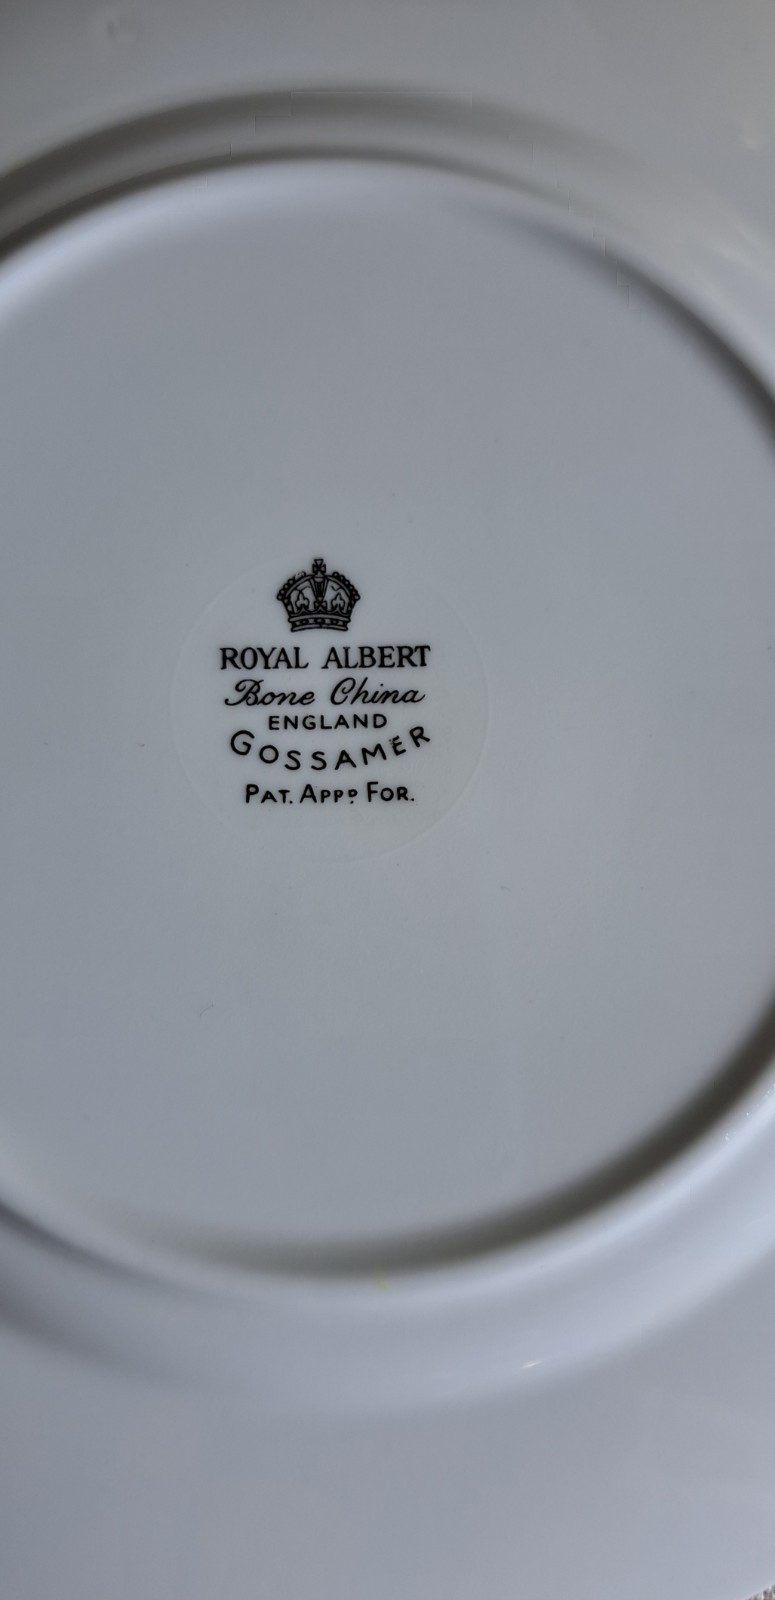 ROYAL ALBERT
Bone China
ENGLAND
GOSSAMER
PAT. APPD FOR.